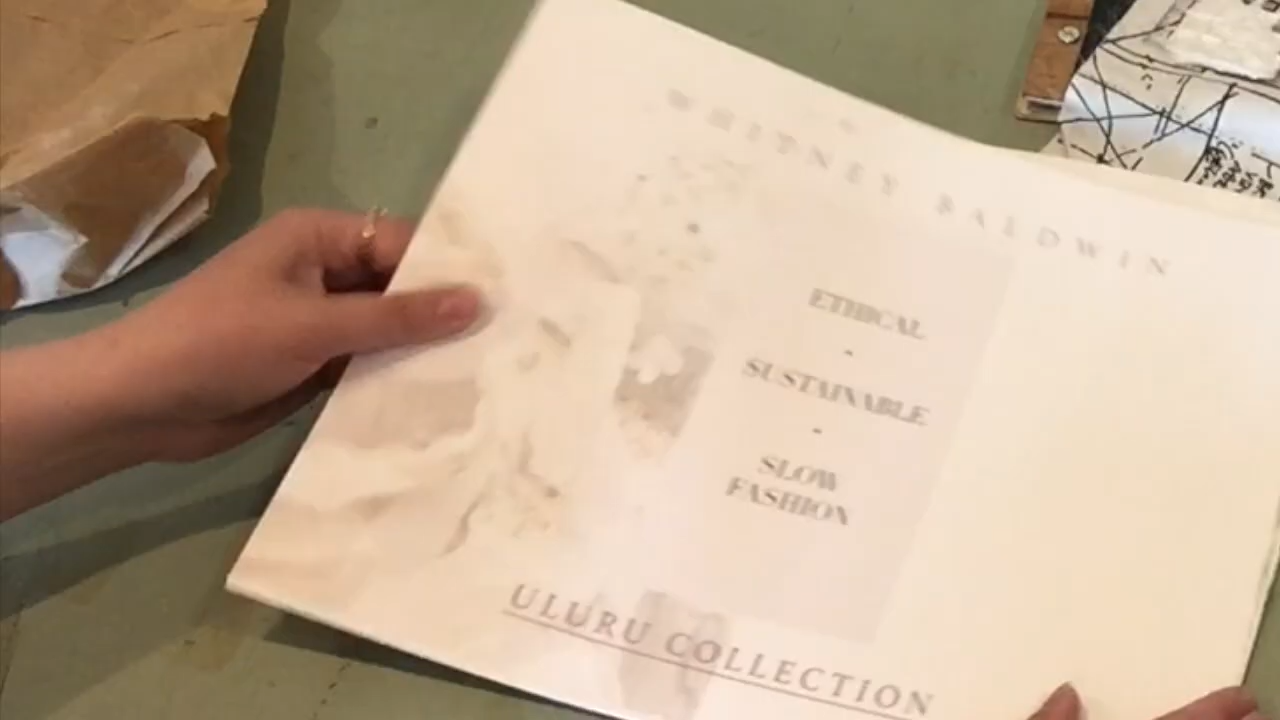 WHITNEY BALDWIN
ETHICAL
-
SUSTAINABLE
-
SLOW
FASHION
ULURU COLLECTION